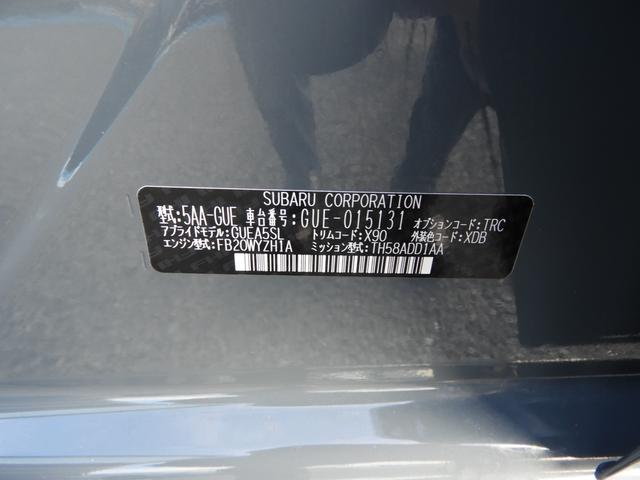 SUBARU CORPORATION
型式:5AA-GUE 車台番号:GUE-015131 オプションコード:TRC
アプライドモデル:GUEA5SL トリムコード:X90 外装色コード:XDB
エンジン型式:FB20WYZH1A ミッション型式:TH58ADD1AA